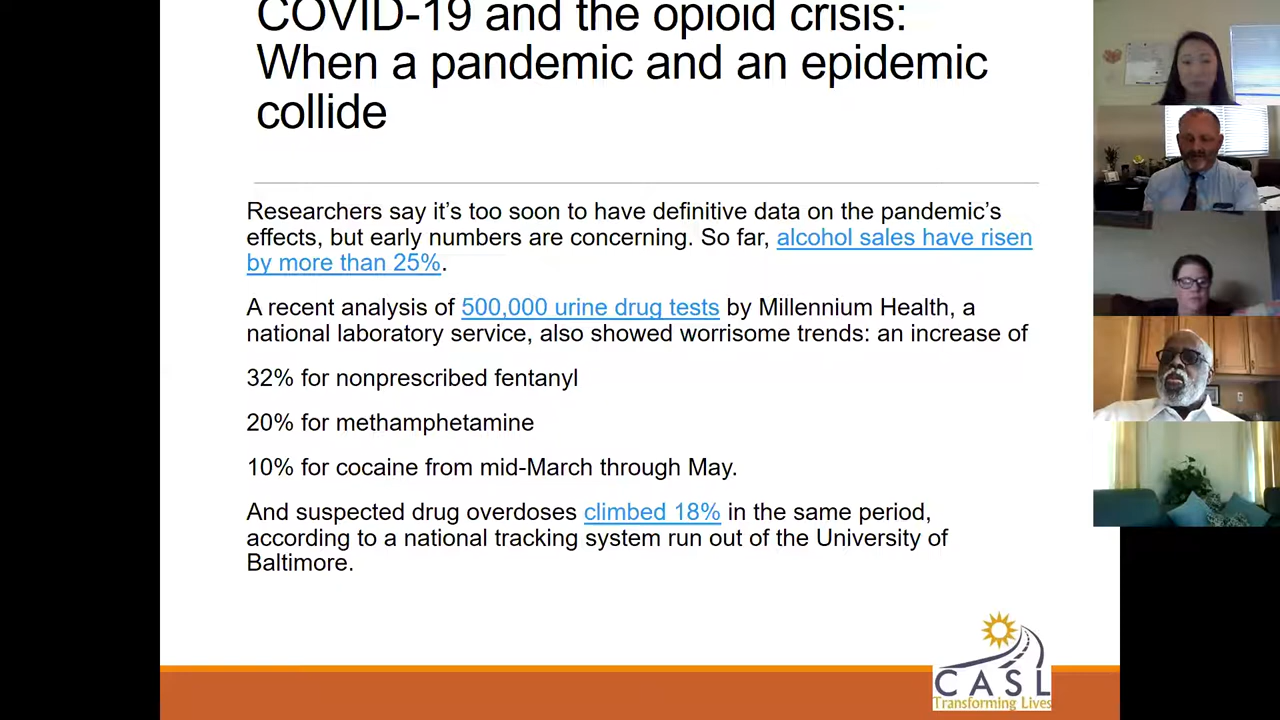 COVID-19 and the opioid crisis:
When a pandemic and an epidemic
collide
Researchers say it’s too soon to have definitive data on the pandemic’s
effects, but early numbers are concerning. So far, alcohol sales have risen
by more than 25%.
A recent analysis of 500,000 urine drug tests by Millennium Health, a
national laboratory service, also showed worrisome trends: an increase of
32% for nonprescribed fentanyl
20% for methamphetamine
10% for cocaine from mid-March through May.
And suspected drug overdoses climbed 18% in the same period,
according to a national tracking system run out of the University of
Baltimore.
CASL
Transforming Lives